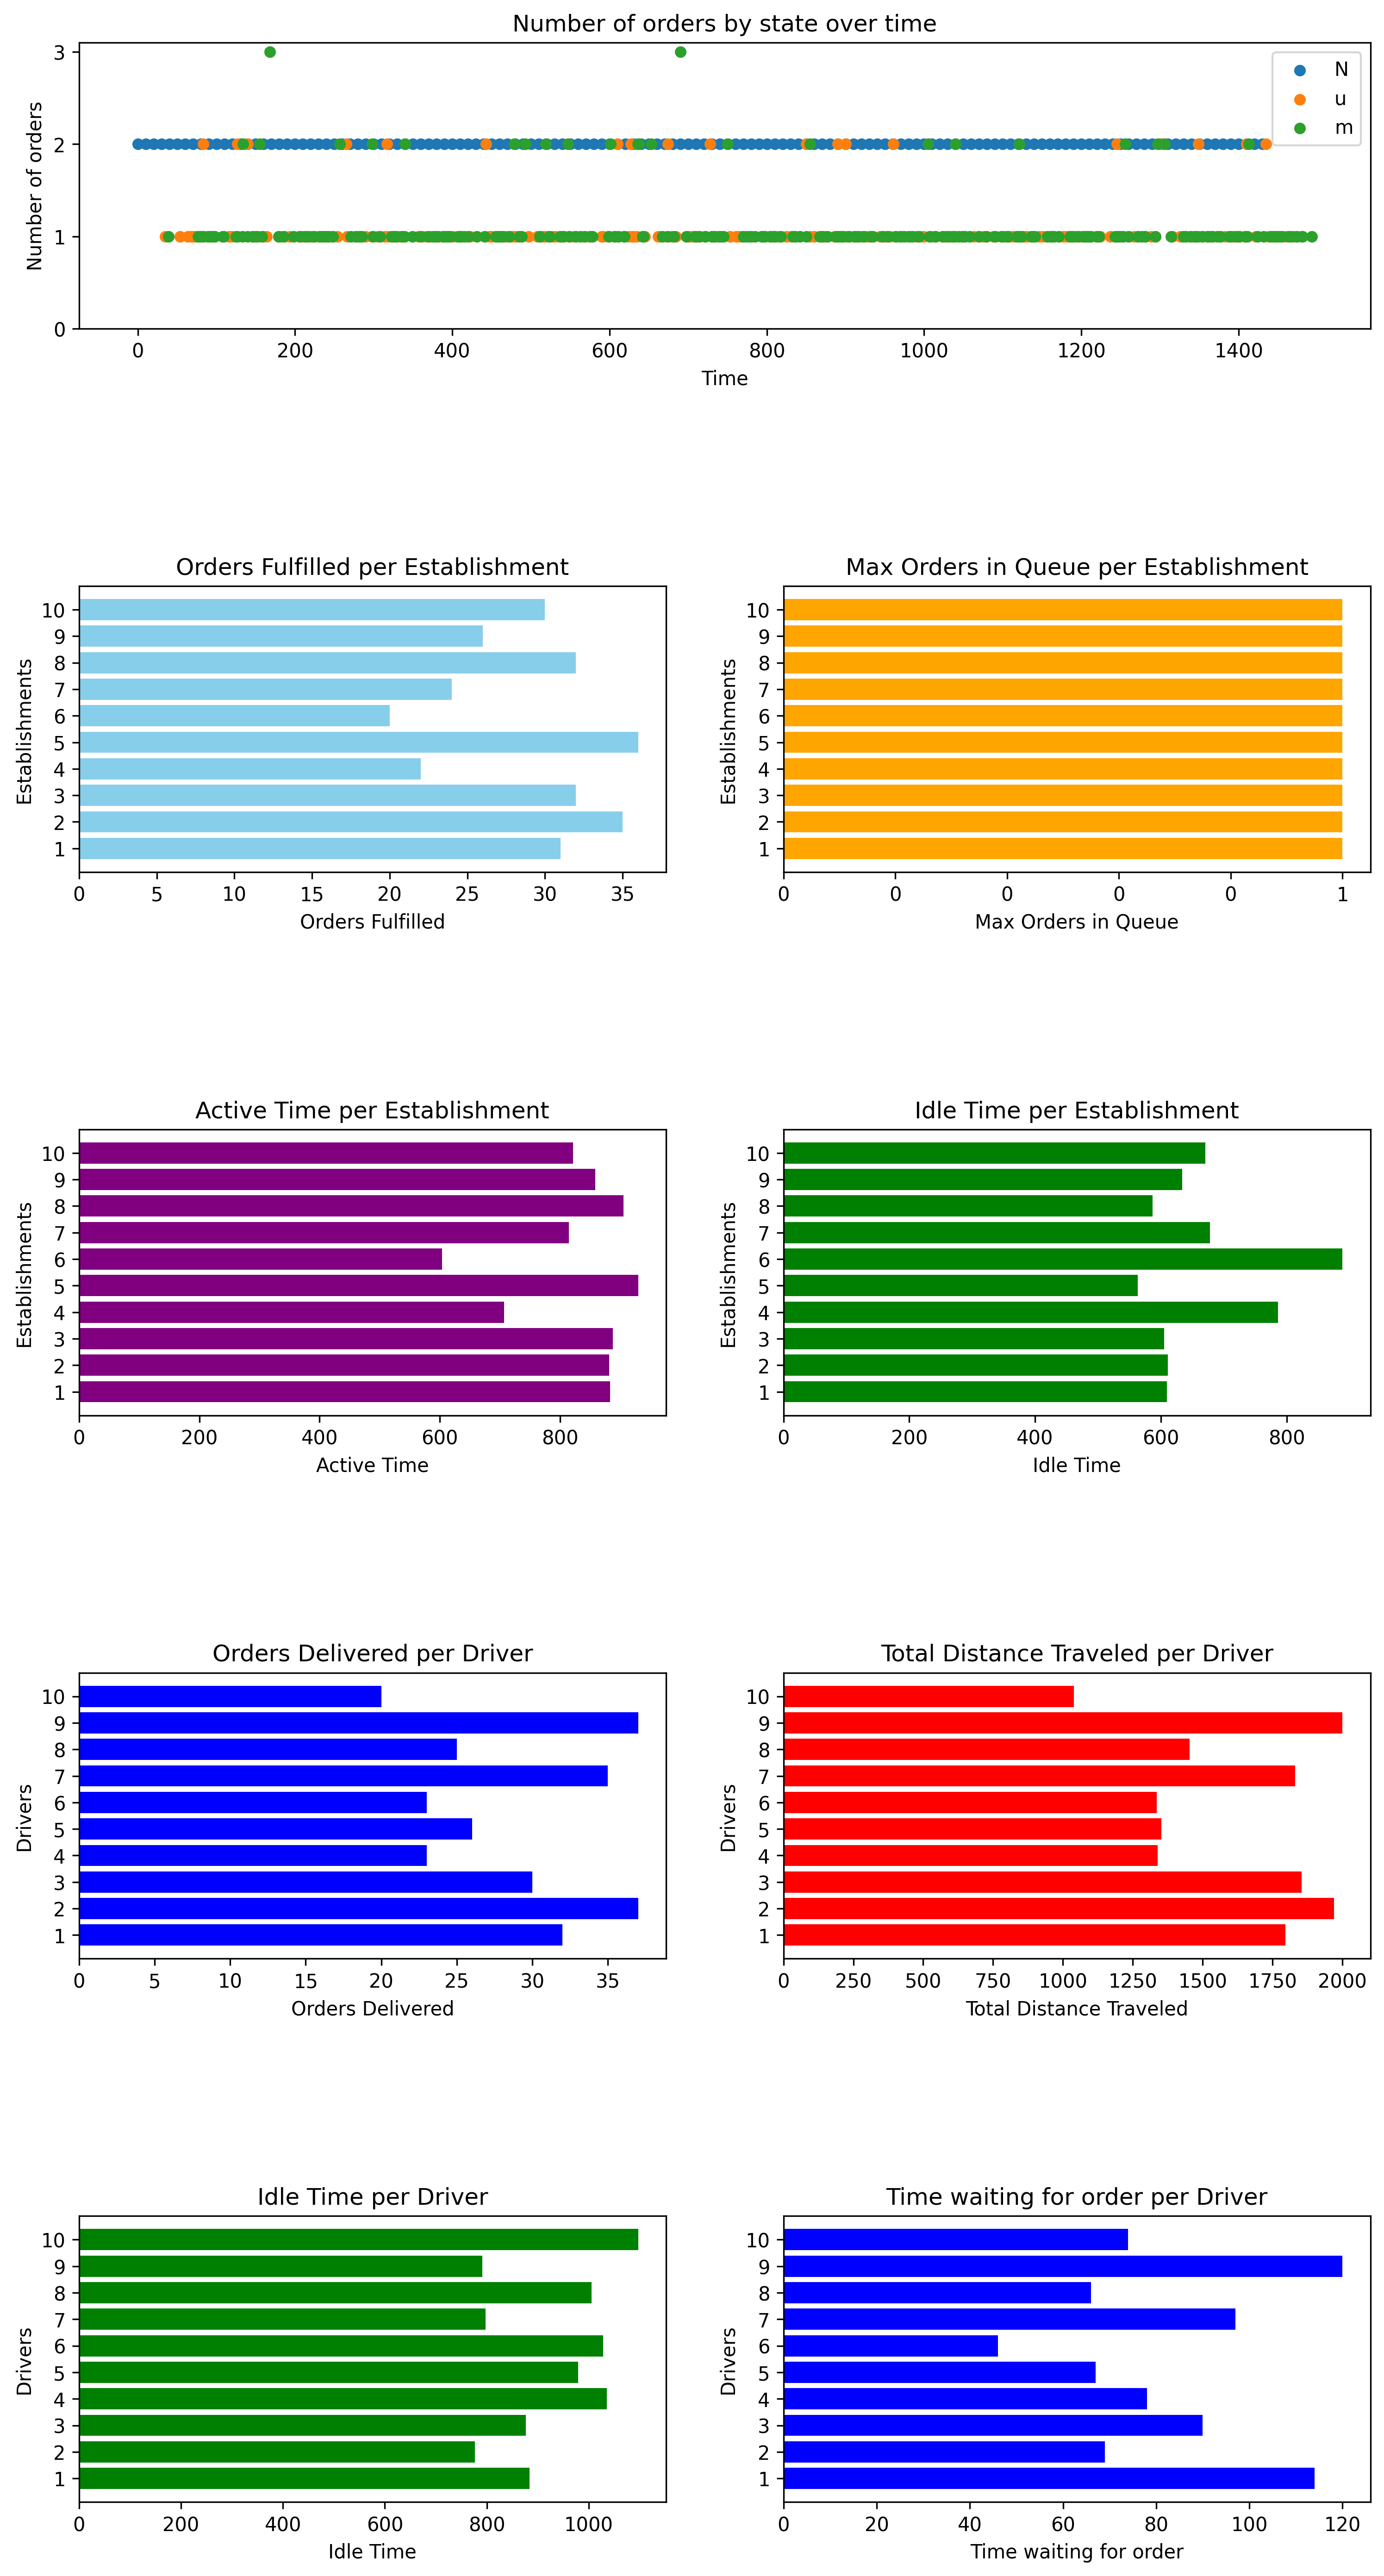 Number of orders by state over time
Number of orders
3
2
1
0
N
u
m
0 200 400 600 800 1000 1200 1400
Time
Orders Fulfilled per Establishment
Establishments
10
9
8
7
6
5
4
3
2
1
0 5 10 15 20 25 30 35
Orders Fulfilled
Max Orders in Queue per Establishment
Establishments
10
9
8
7
6
5
4
3
2
1
0 0 0 0 0 1
Max Orders in Queue
Active Time per Establishment
Establishments
10
9
8
7
6
5
4
3
2
1
0 200 400 600 800
Active Time
Idle Time per Establishment
Establishments
10
9
8
7
6
5
4
3
2
1
0 200 400 600 800
Idle Time
Orders Delivered per Driver
Drivers
10
9
8
7
6
5
4
3
2
1
0 5 10 15 20 25 30 35
Orders Delivered
Total Distance Traveled per Driver
Drivers
10
9
8
7
6
5
4
3
2
1
0 250 500 750 1000 1250 1500 1750 2000
Total Distance Traveled
Idle Time per Driver
Drivers
10
9
8
7
6
5
4
3
2
1
0 200 400 600 800 1000
Idle Time
Time waiting for order per Driver
Drivers
10
9
8
7
6
5
4
3
2
1
0 20 40 60 80 100 120
Time waiting for order